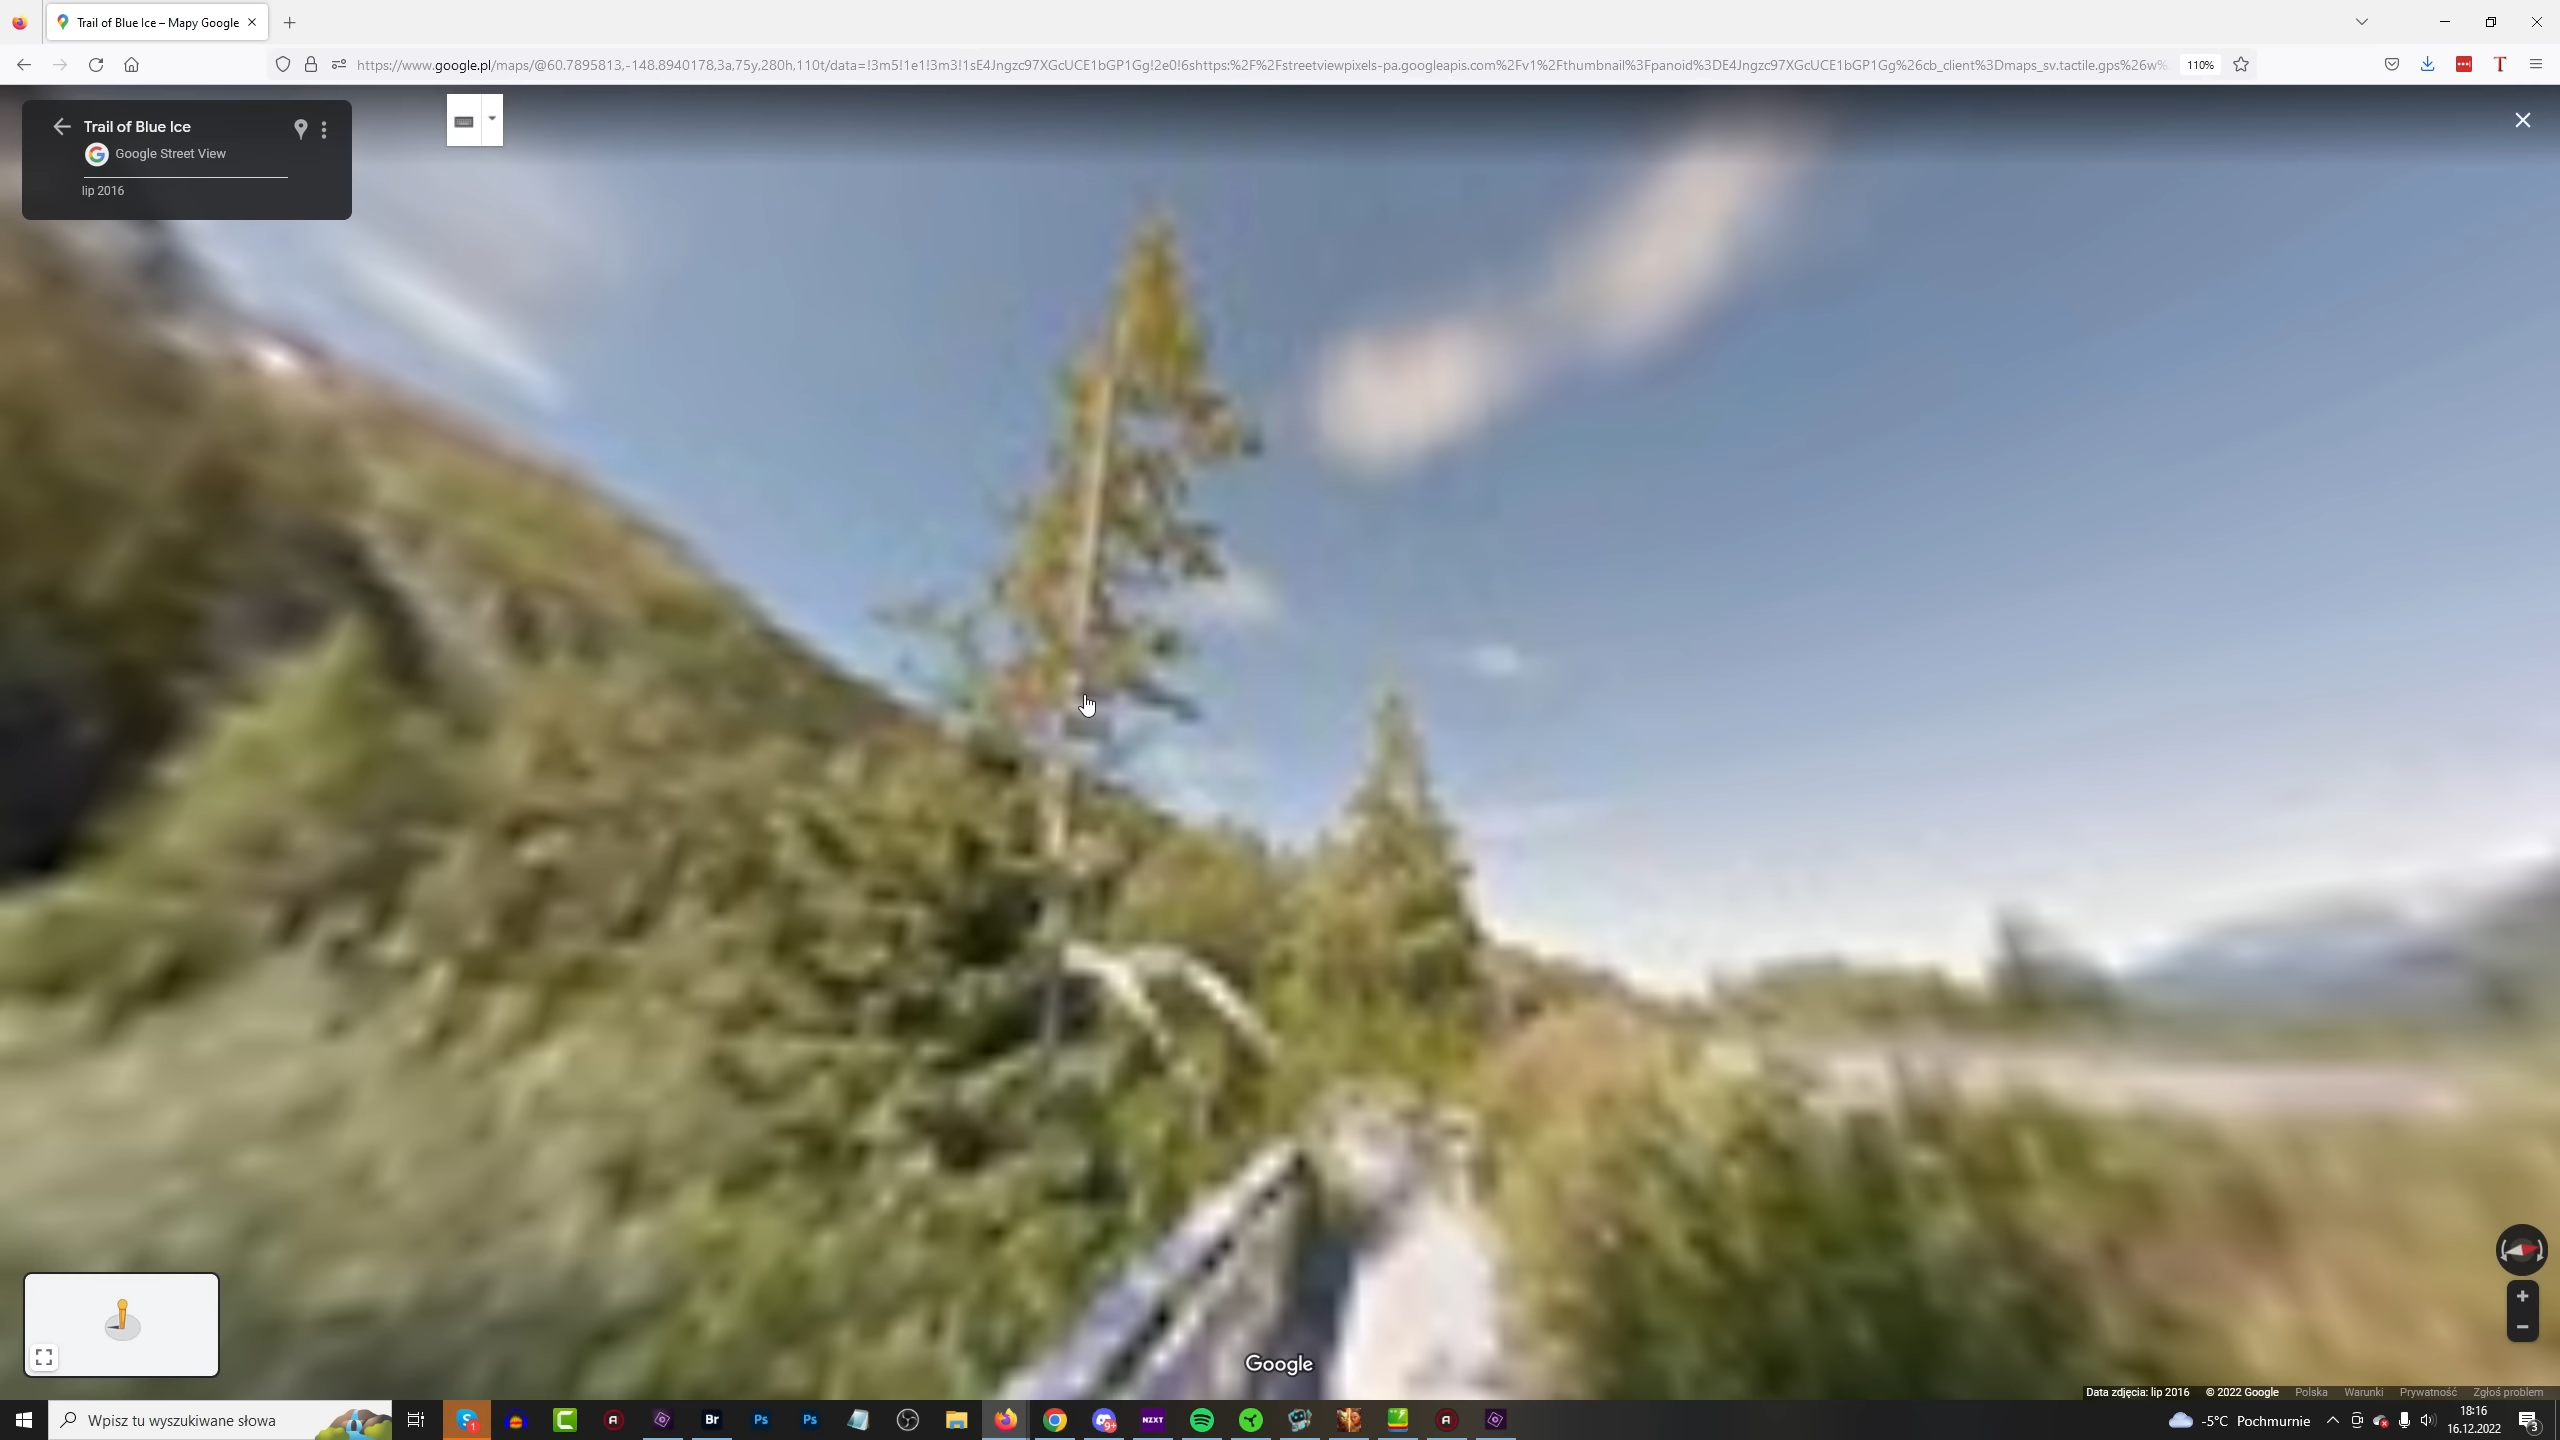 Trail of Blue Ice – Mapy Google
https://www.google.pl/maps/@60.7895813,-148.8940178,3a,75y,280h,110t/data=!3m5!1e1!3m3!1sE4Jngzc97XGcUCE1bGP1Gg!2e0!6shttps:%2F%2Fstreetviewpixels-pa.googleapis.com%2Fv1%2Fthumbnail%3Fpanoid%3DE4Jngzc97XGcUCE1bGP1Gg%26cb_client%3Dmaps_sv.tactile.gps%26w%
110%
Trail of Blue Ice
Google Street View
lip 2016
Google
Data zdjęcia: lip 2016 © 2022 Google Polska Warunki Prywatność Zgłoś problem
Wpisz tu wyszukiwane słowa
1
Br
Ps
Ps
9+
NZXT
-5°C Pochmurnie
18:16
16.12.2022
3